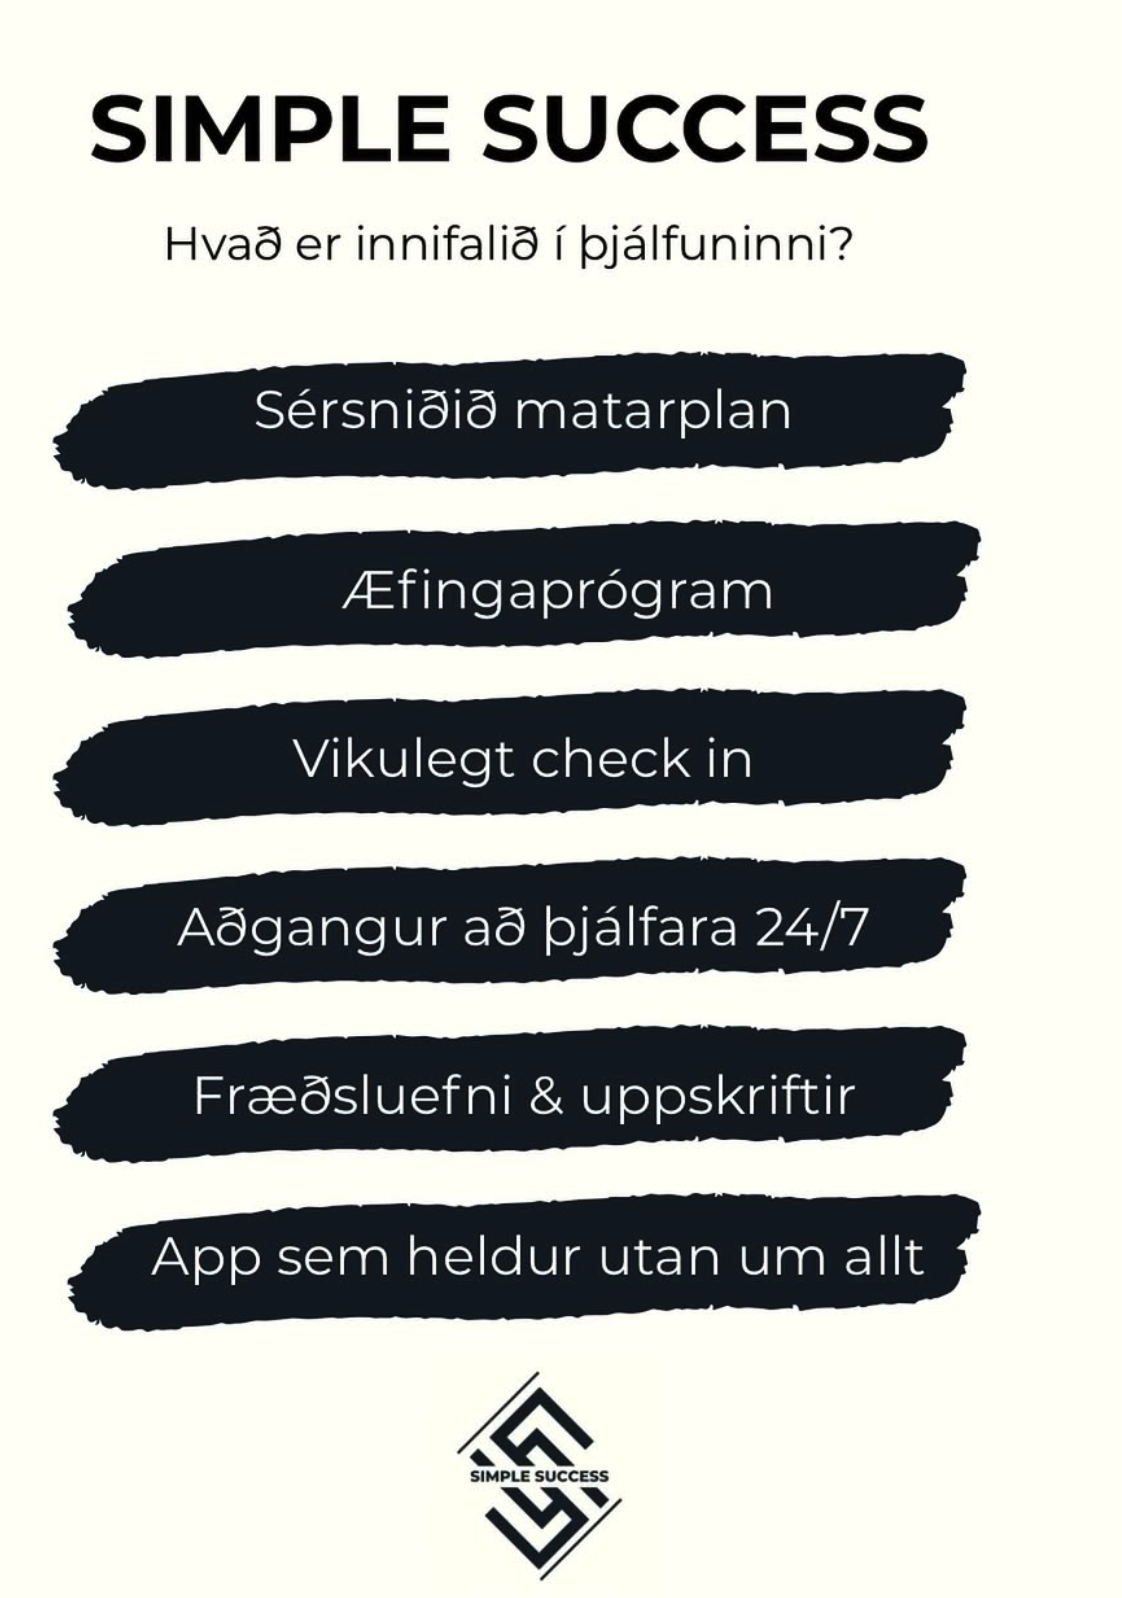 SIMPLE SUCCESS
Hvað er innifalið í þjálfuninni?
Sérsniðið matarplan
Æfingaprógram
Vikulegt check in
Aðgangur að þjálfara 24/7
Fræðsluefni & uppskriftir
App sem heldur utan um allt
SIMPLE SUCCESS